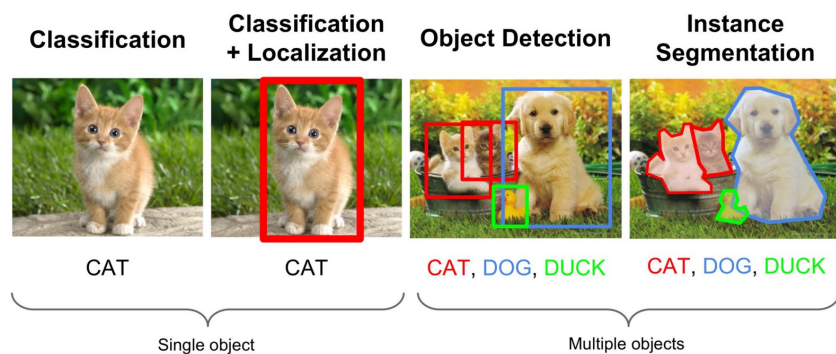 Classification
Classification
+ Localization
Object Detection
Instance
Segmentation
CAT
CAT
CAT, DOG, DUCK
CAT, DOG, DUCK
Single object
Multiple objects